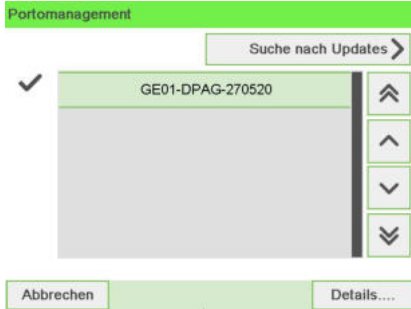 Portomanagement
Suche nach Updates
GE01-DPAG-270520
Abbrechen
Details....